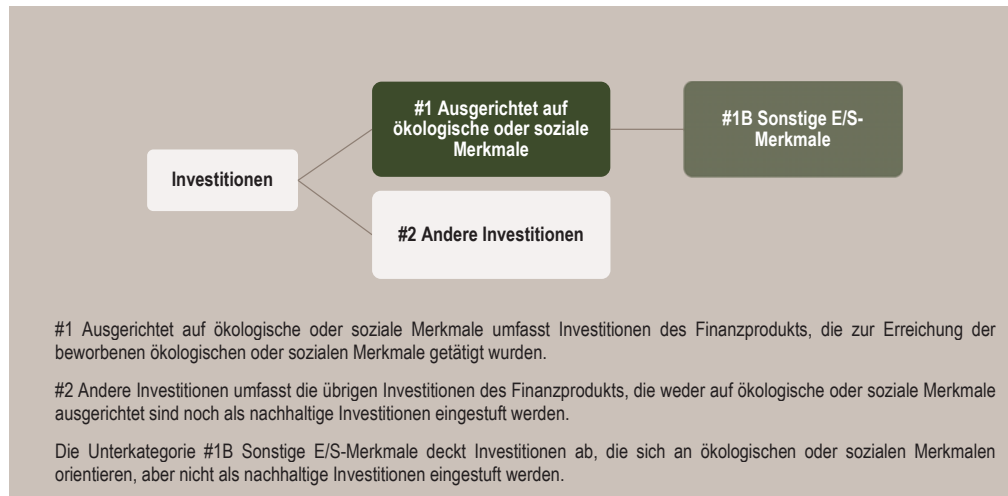 #1 Ausgerichtet auf
ökologische oder soziale
Merkmale
#1B Sonstige E/S-
Merkmale
Investitionen
#2 Andere Investitionen
#1 Ausgerichtet auf ökologische oder soziale Merkmale umfasst Investitionen des Finanzprodukts, die zur Erreichung der
beworbenen ökologischen oder sozialen Merkmale getätigt wurden.
#2 Andere Investitionen umfasst die übrigen Investitionen des Finanzprodukts, die weder auf ökologische oder soziale Merkmale
ausgerichtet sind noch als nachhaltige Investitionen eingestuft werden.
Die Unterkategorie #1B Sonstige E/S-Merkmale deckt Investitionen ab, die sich an ökologischen oder sozialen Merkmalen
orientieren, aber nicht als nachhaltige Investitionen eingestuft werden.